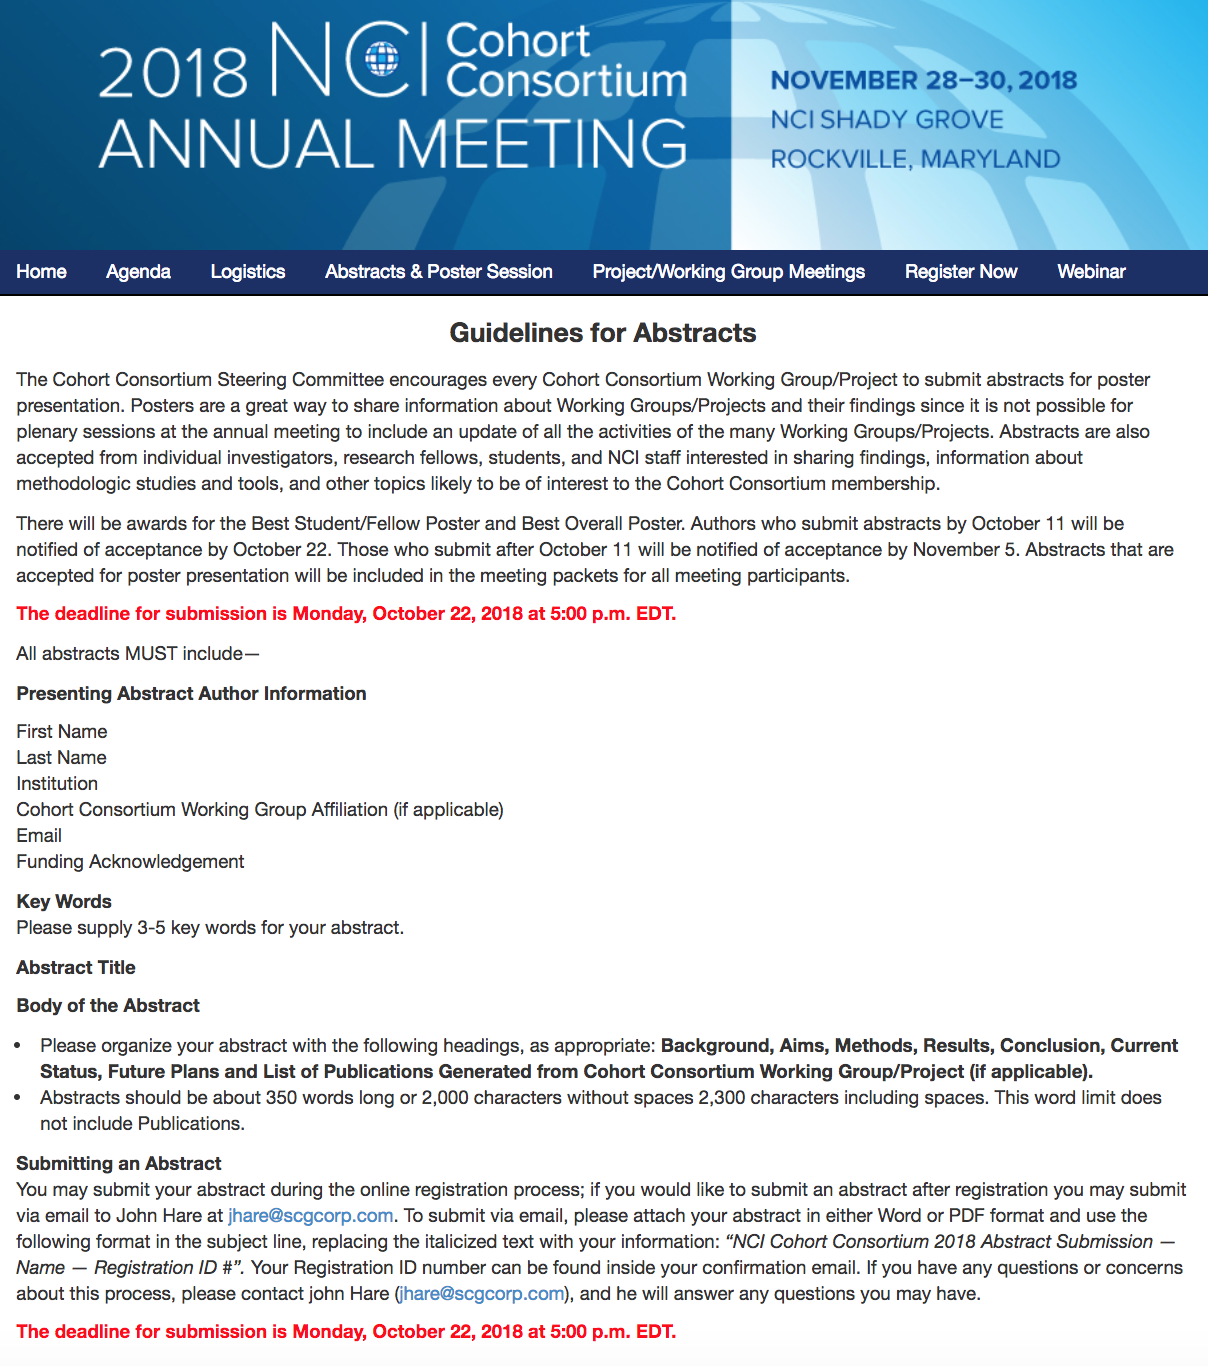 2018 NCI Cohort Consortium
ANNUAL MEETING
NOVEMBER 28–30, 2018
NCI SHADY GROVE
ROCKVILLE, MARYLAND
Home Agenda Logistics Abstracts & Poster Session Project/Working Group Meetings Register Now Webinar
Guidelines for Abstracts
The Cohort Consortium Steering Committee encourages every Cohort Consortium Working Group/Project to submit abstracts for poster
presentation. Posters are a great way to share information about Working Groups/Projects and their findings since it is not possible for
plenary sessions at the annual meeting to include an update of all the activities of the many Working Groups/Projects. Abstracts are also
accepted from individual investigators, research fellows, students, and NCI staff interested in sharing findings, information about
methodologic studies and tools, and other topics likely to be of interest to the Cohort Consortium membership.
There will be awards for the Best Student/Fellow Poster and Best Overall Poster. Authors who submit abstracts by October 11 will be
notified of acceptance by October 22. Those who submit after October 11 will be notified of acceptance by November 5. Abstracts that are
accepted for poster presentation will be included in the meeting packets for all meeting participants.
The deadline for submission is Monday, October 22, 2018 at 5:00 p.m. EDT.
All abstracts MUST include—
Presenting Abstract Author Information
First Name
Last Name
Institution
Cohort Consortium Working Group Affiliation (if applicable)
Email
Funding Acknowledgement
Key Words
Please supply 3-5 key words for your abstract.
Abstract Title
Body of the Abstract
• Please organize your abstract with the following headings, as appropriate: Background, Aims, Methods, Results, Conclusion, Current
Status, Future Plans and List of Publications Generated from Cohort Consortium Working Group/Project (if applicable).
• Abstracts should be about 350 words long or 2,000 characters without spaces 2,300 characters including spaces. This word limit does
not include Publications.
Submitting an Abstract
You may submit your abstract during the online registration process; if you would like to submit an abstract after registration you may submit
via email to John Hare at jhare@scgcorp.com. To submit via email, please attach your abstract in either Word or PDF format and use the
following format in the subject line, replacing the italicized text with your information: “NCI Cohort Consortium 2018 Abstract Submission —
Name — Registration ID #”. Your Registration ID number can be found inside your confirmation email. If you have any questions or concerns
about this process, please contact john Hare (jhare@scgcorp.com), and he will answer any questions you may have.
The deadline for submission is Monday, October 22, 2018 at 5:00 p.m. EDT.